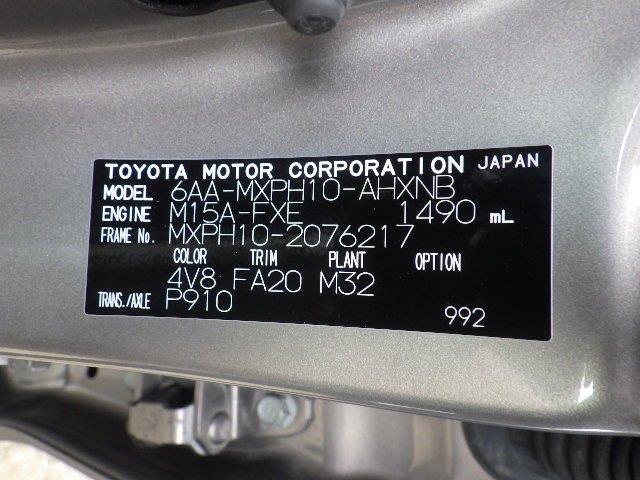 TOYOTA MOTOR CORPORATION JAPAN
MODEL 6AA-MXPH10-AHXNB
ENGINE M15A-FXE 1490 mL
FRAME No. MXPH10-2076217
COLOR TRIM PLANT OPTION
4V8 FA20 M32
TRANS./AXLE P910
992